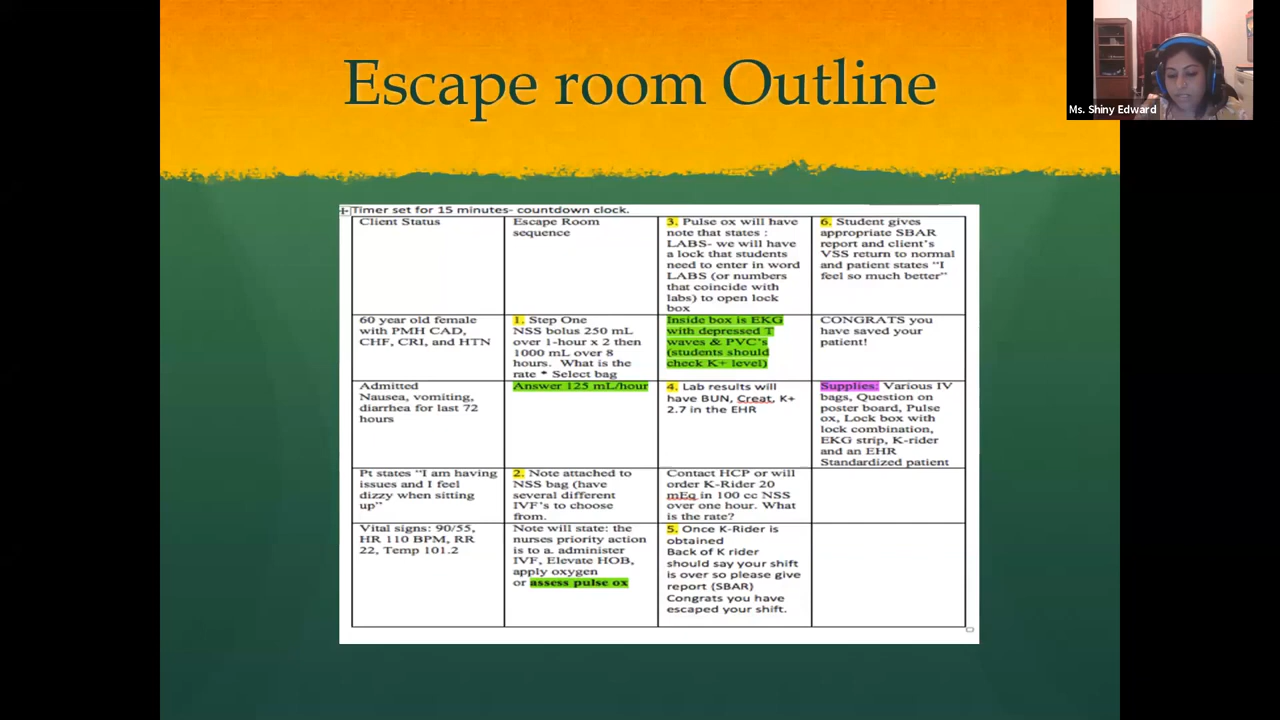 Escape room Outline
Ms. Shiny Edward
Timer set for 15 minutes- countdown clock.
Client Status
Escape Room
sequence
3. Pulse ox will have
note that states :
LABS- we will have
a lock that students
need to enter in word
LABS (or numbers
that coincide with
labs) to open lock
box
6. Student gives
appropriate SBAR
report and client's
VSS return to normal
and patient states "I
feel so much better"
60 year old female
with PMH CAD,
CHF, CRI, and HTN
1. Step One
NSS bolus 250 mL
over 1-hour x 2 then
1000 mL over 8
hours. What is the
rate * Select bag
Inside box is EKG
with depressed T
waves & PVC's
(students should
check K+ level)
CONGRATS you
have saved your
patient!
Admitted
Nausea, vomiting,
diarrhea for last 72
hours
Answer 125 mL/hour
4. Lab results will
have BUN, Creat, K+
2.7 in the EHR
Supplies: Various IV
bags, Question on
poster board, Pulse
ox, Lock box with
lock combination,
EKG strip, K-rider
and an EHR
Standardized patient
Pt states "I am having
issues and I feel
dizzy when sitting
up"
2. Note attached to
NSS bag (have
several different
IVF's to choose
from.
Contact HCP or will
order K-Rider 20
mEq in 100 cc NSS
over one hour. What
is the rate?
Vital signs: 90/55,
HR 110 BPM, RR
22, Temp 101.2
Note will state: the
nurses priority action
is to a. administer
IVF, Elevate HOB,
apply oxygen
or assess pulse ox
5. Once K-Rider is
obtained
Back of K rider
should say your shift
is over so please give
report (SBAR)
Congrats you have
escaped your shift.